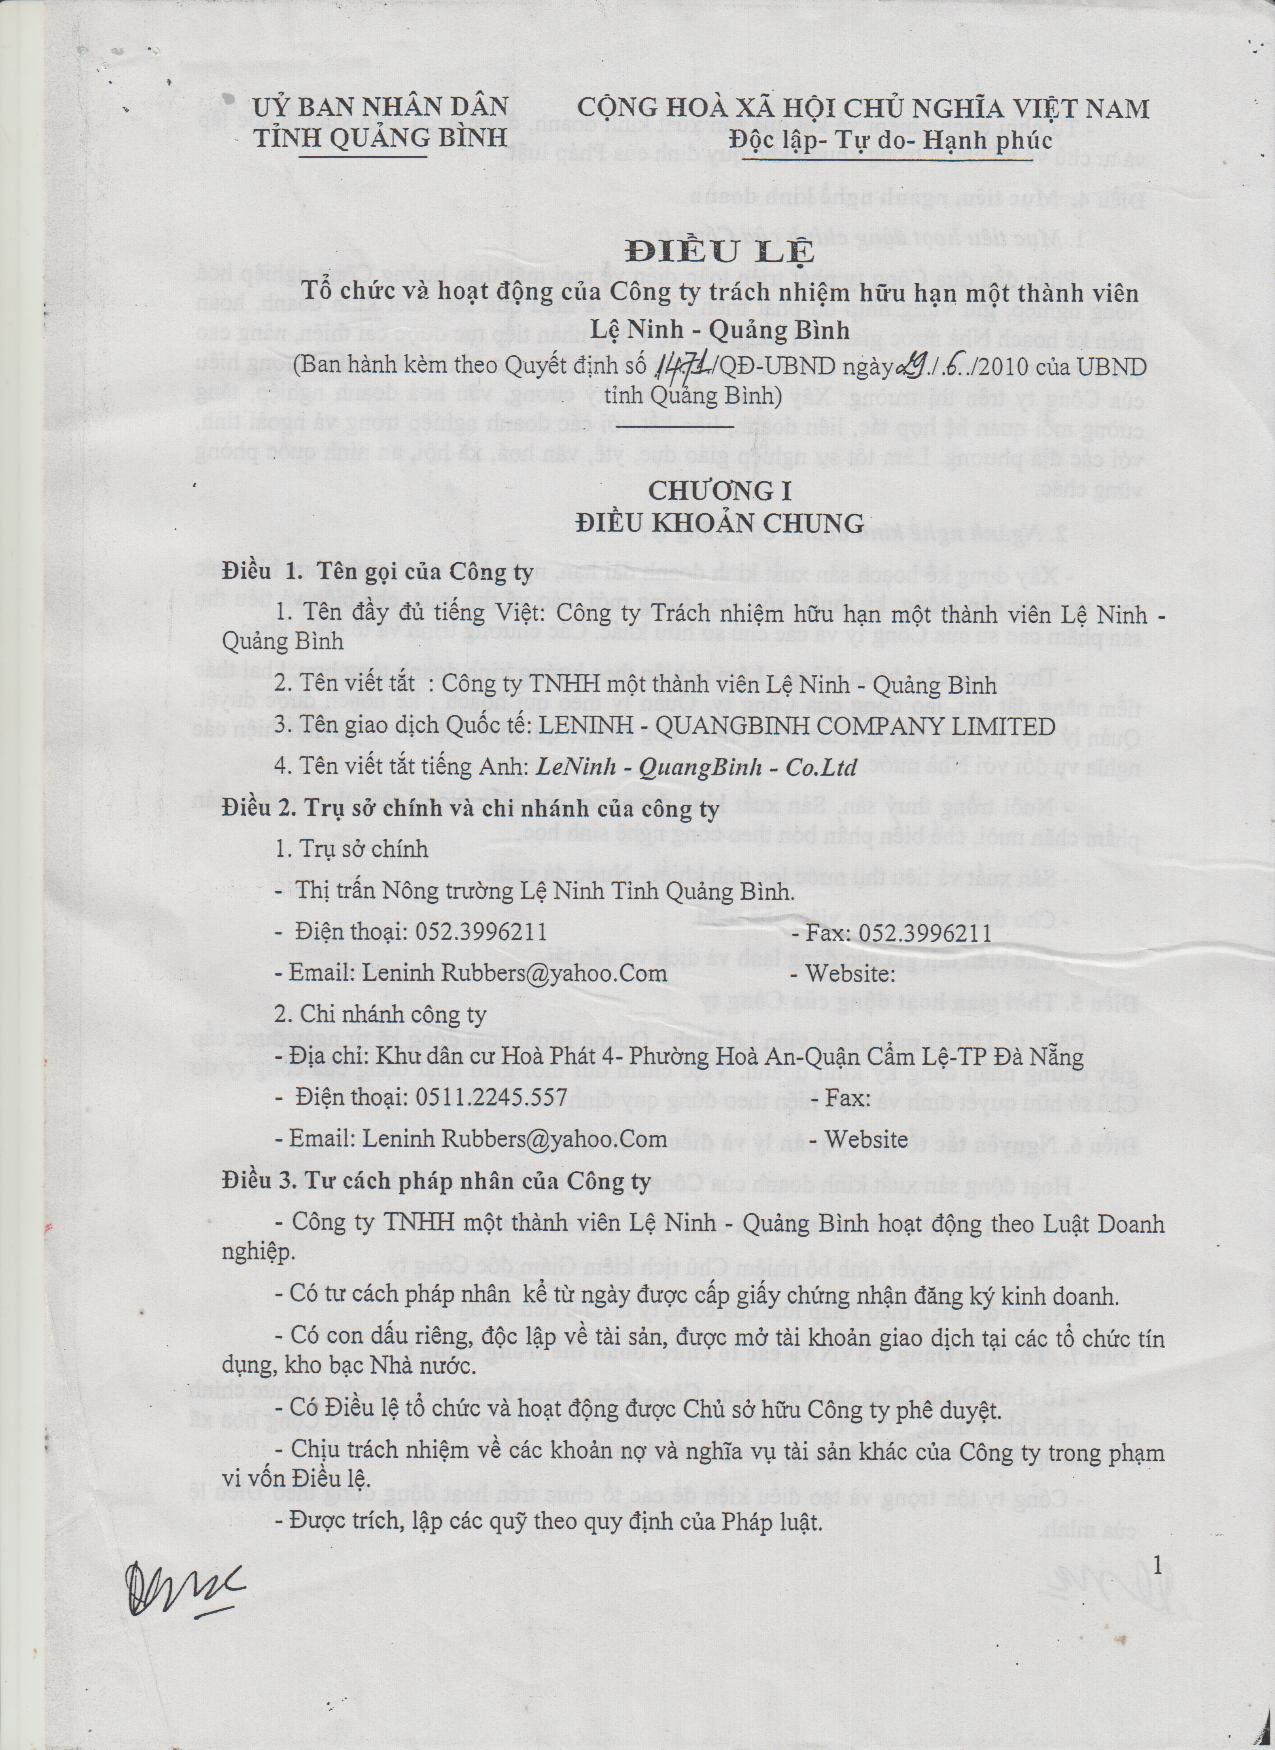 UỶ BAN NHÂN DÂN
TỈNH QUẢNG BÌNH
CỘNG HOÀ XÃ HỘI CHỦ NGHĨA VIỆT NAM
Độc lập- Tự do- Hạnh phúc
ĐIỀU LỆ
Tổ chức và hoạt động của Công ty trách nhiệm hữu hạn một thành viên
Lệ Ninh - Quảng Bình
(Ban hành kèm theo Quyết định số 1471/QĐ-UBND ngày 29./.6../2010 của UBND
tỉnh Quảng Bình)
CHƯƠNG I
ĐIỀU KHOẢN CHUNG
Điều 1. Tên gọi của Công ty
1. Tên đầy đủ tiếng Việt: Công ty Trách nhiệm hữu hạn một thành viên Lệ Ninh -
Quảng Bình
2. Tên viết tắt : Công ty TNHH một thành viên Lệ Ninh - Quảng Bình
3. Tên giao dịch Quốc tế: LENINH - QUANGBINH COMPANY LIMITED
4. Tên viết tắt tiếng Anh: LeNinh - QuangBinh - Co.Ltd
Điều 2. Trụ sở chính và chi nhánh của công ty
1. Trụ sở chính
- Thị trấn Nông trường Lệ Ninh Tỉnh Quảng Bình.
- Điện thoại: 052.3996211 - Fax: 052.3996211
- Email: Leninh Rubbers@yahoo.Com - Website:
2. Chi nhánh công ty
- Địa chỉ: Khu dân cư Hoà Phát 4- Phường Hoà An-Quận Cẩm Lệ-TP Đà Nẵng
- Điện thoại: 0511.2245.557 - Fax:
- Email: Leninh Rubbers@yahoo.Com - Website
Điều 3. Tư cách pháp nhân của Công ty
- Công ty TNHH một thành viên Lệ Ninh - Quảng Bình hoạt động theo Luật Doanh
nghiệp.
- Có tư cách pháp nhân kể từ ngày được cấp giấy chứng nhận đăng ký kinh doanh.
- Có con dấu riêng, độc lập về tài sản, được mở tài khoản giao dịch tại các tổ chức tín
dụng, kho bạc Nhà nước.
- Có Điều lệ tổ chức và hoạt động được Chủ sở hữu Công ty phê duyệt.
- Chịu trách nhiệm về các khoản nợ và nghĩa vụ tài sản khác của Công ty trong phạm
vi vốn Điều lệ.
- Được trích, lập các quỹ theo quy định của Pháp luật.
1